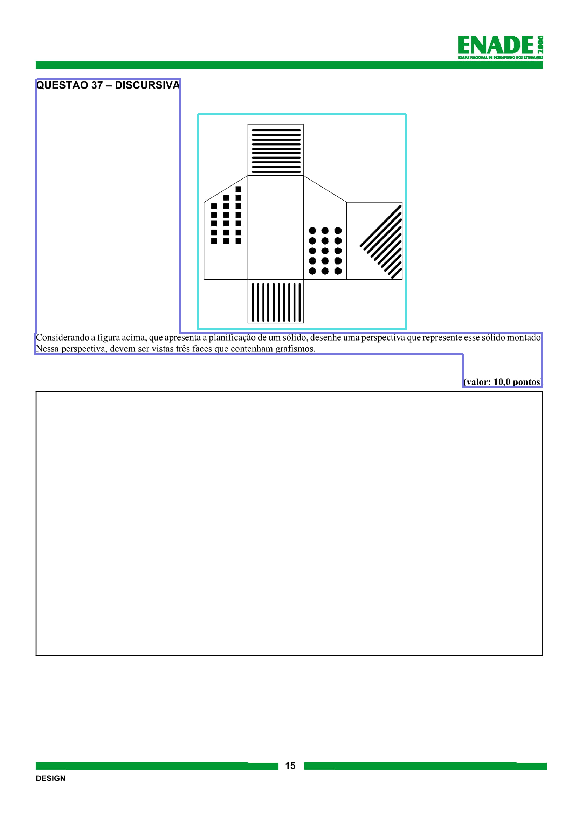 ENADE
2006
EXAME NACIONAL DE DESEMPENHO DOS ESTUDANTES
QUESTÃO 37 – DISCURSIVA
Considerando a figura acima, que apresenta a planificação de um sólido, desenhe uma perspectiva que represente esse sólido montado
Nessa perspectiva, devem ser vistas três faces que contenham grafismos.
(valor: 10,0 pontos
15
DESIGN